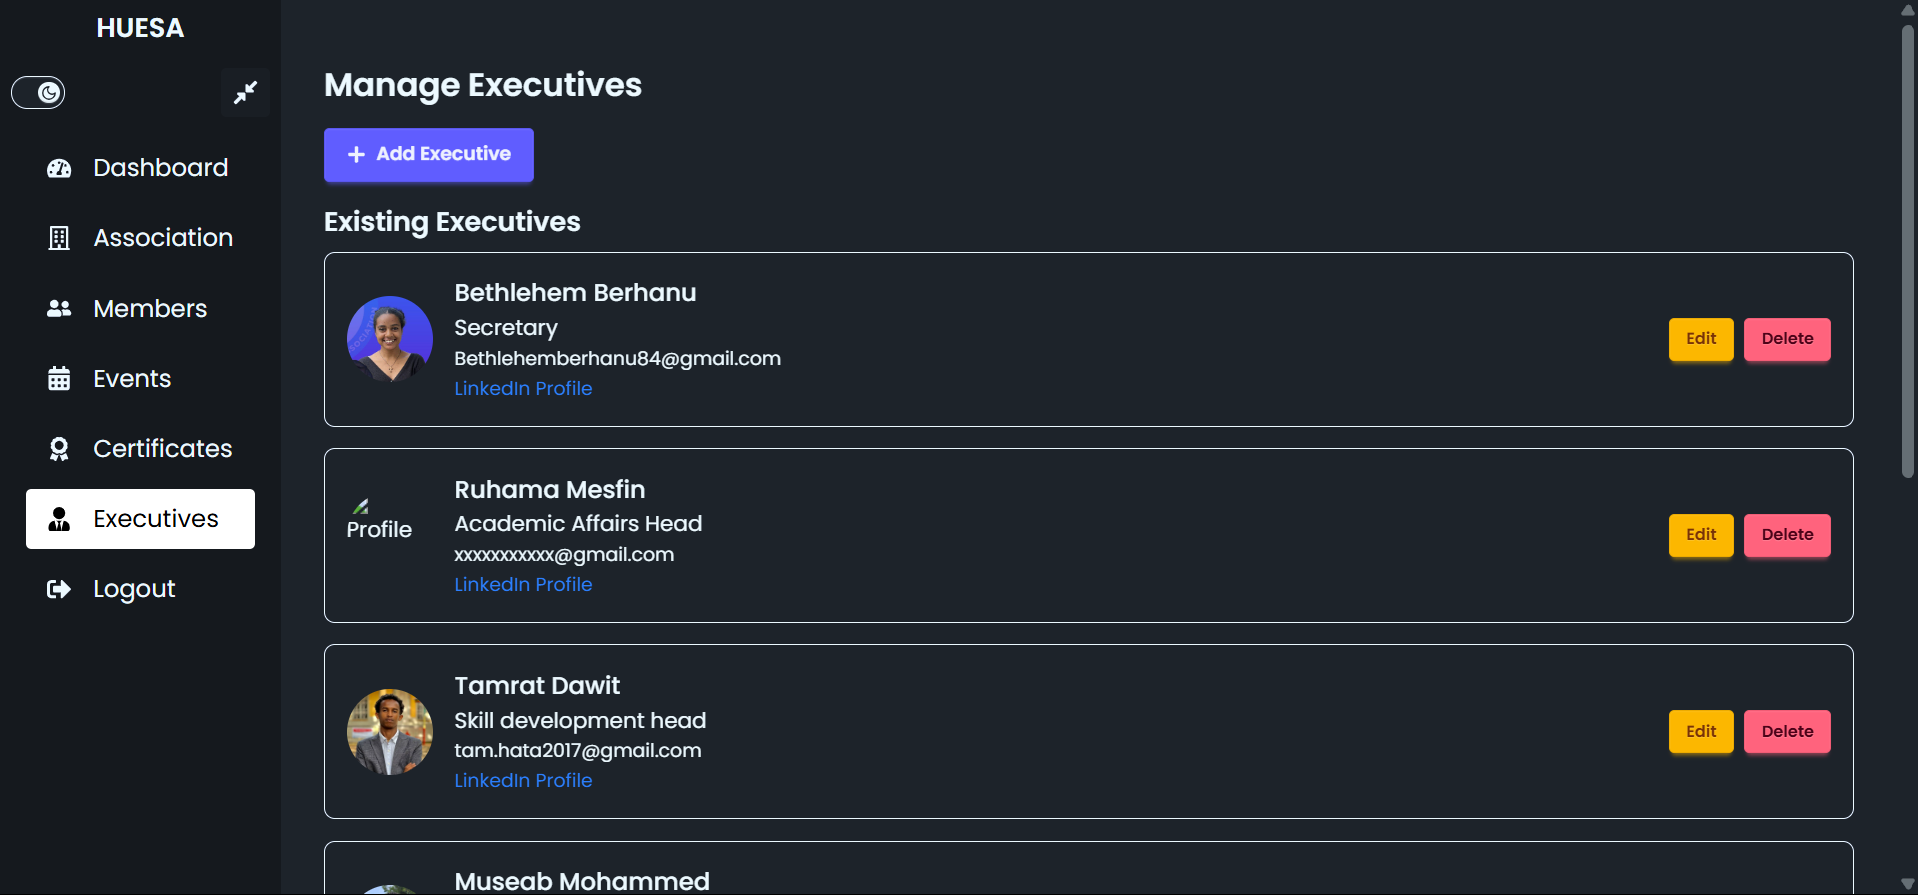 HUESA
Dashboard
Association
Members
Events
Certificates
Executives
Logout
Manage Executives
+ Add Executive
Existing Executives
Bethlehem Berhanu
Secretary
Bethlehemberhanu84@gmail.com
LinkedIn Profile
Edit
Delete
Profile
Ruhama Mesfin
Academic Affairs Head
xxxxxxxxxxx@gmail.com
LinkedIn Profile
Edit
Delete
Tamrat Dawit
Skill development head
tam.hata2017@gmail.com
LinkedIn Profile
Edit
Delete
Museab Mohammed